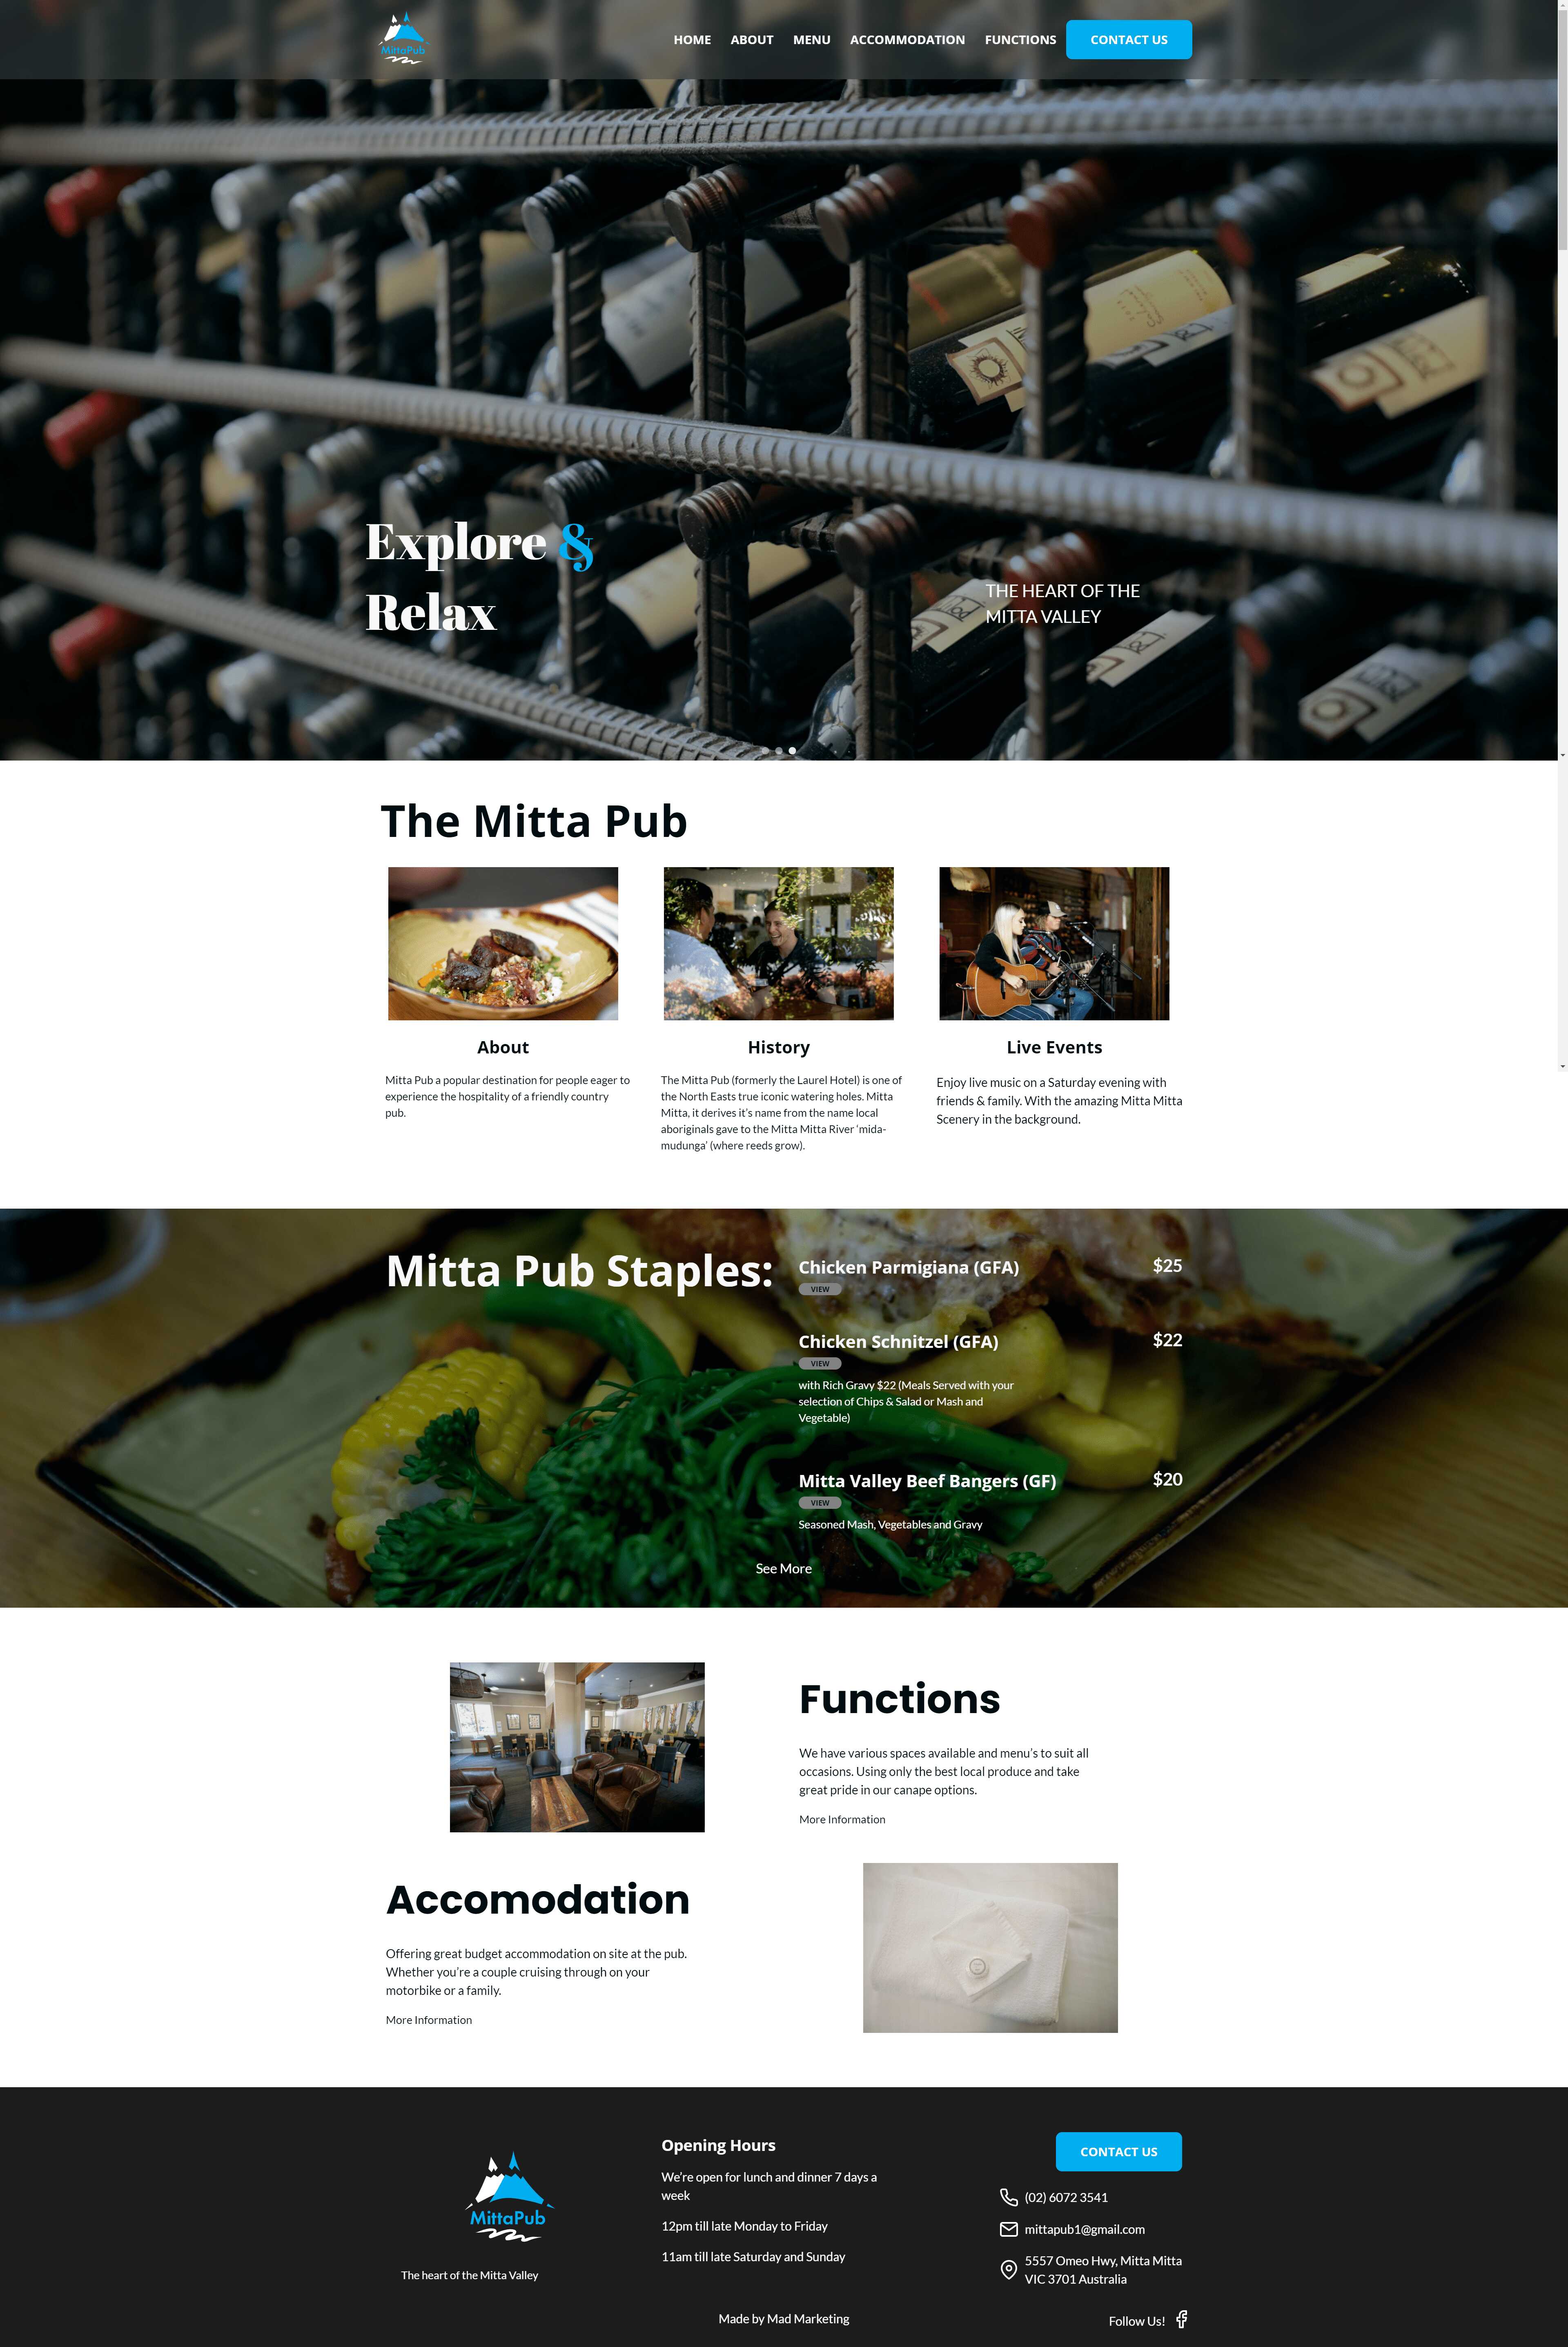 MittaPub
HOME
ABOUT
MENU
ACCOMMODATION
FUNCTIONS
CONTACT US
Explore &
Relax
THE HEART OF THE
MITTA VALLEY
The Mitta Pub
About
Mitta Pub a popular destination for people eager to
experience the hospitality of a friendly country
pub.
History
The Mitta Pub (formerly the Laurel Hotel) is one of
the North Easts true iconic watering holes. Mitta
Mitta, it derives it’s name from the name local
aboriginals gave to the Mitta Mitta River ‘mida-
mudunga’ (where reeds grow).
Live Events
Enjoy live music on a Saturday evening with
friends & family. With the amazing Mitta Mitta
Scenery in the background.
Mitta Pub Staples:
Chicken Parmigiana (GFA)
$25
VIEW
Chicken Schnitzel (GFA)
$22
VIEW
with Rich Gravy $22 (Meals Served with your
selection of Chips & Salad or Mash and
Vegetable)
Mitta Valley Beef Bangers (GF)
$20
VIEW
Seasoned Mash, Vegetables and Gravy
See More
Functions
We have various spaces available and menu’s to suit all
occasions. Using only the best local produce and take
great pride in our canape options.
More Information
Accomodation
Offering great budget accommodation on site at the pub.
Whether you’re a couple cruising through on your
motorbike or a family.
More Information
MittaPub
The heart of the Mitta Valley
Opening Hours
We’re open for lunch and dinner 7 days a
week
12pm till late Monday to Friday
11am till late Saturday and Sunday
CONTACT US
(02) 6072 3541
mittapub1@gmail.com
5557 Omeo Hwy, Mitta Mitta
VIC 3701 Australia
Made by Mad Marketing
Follow Us!